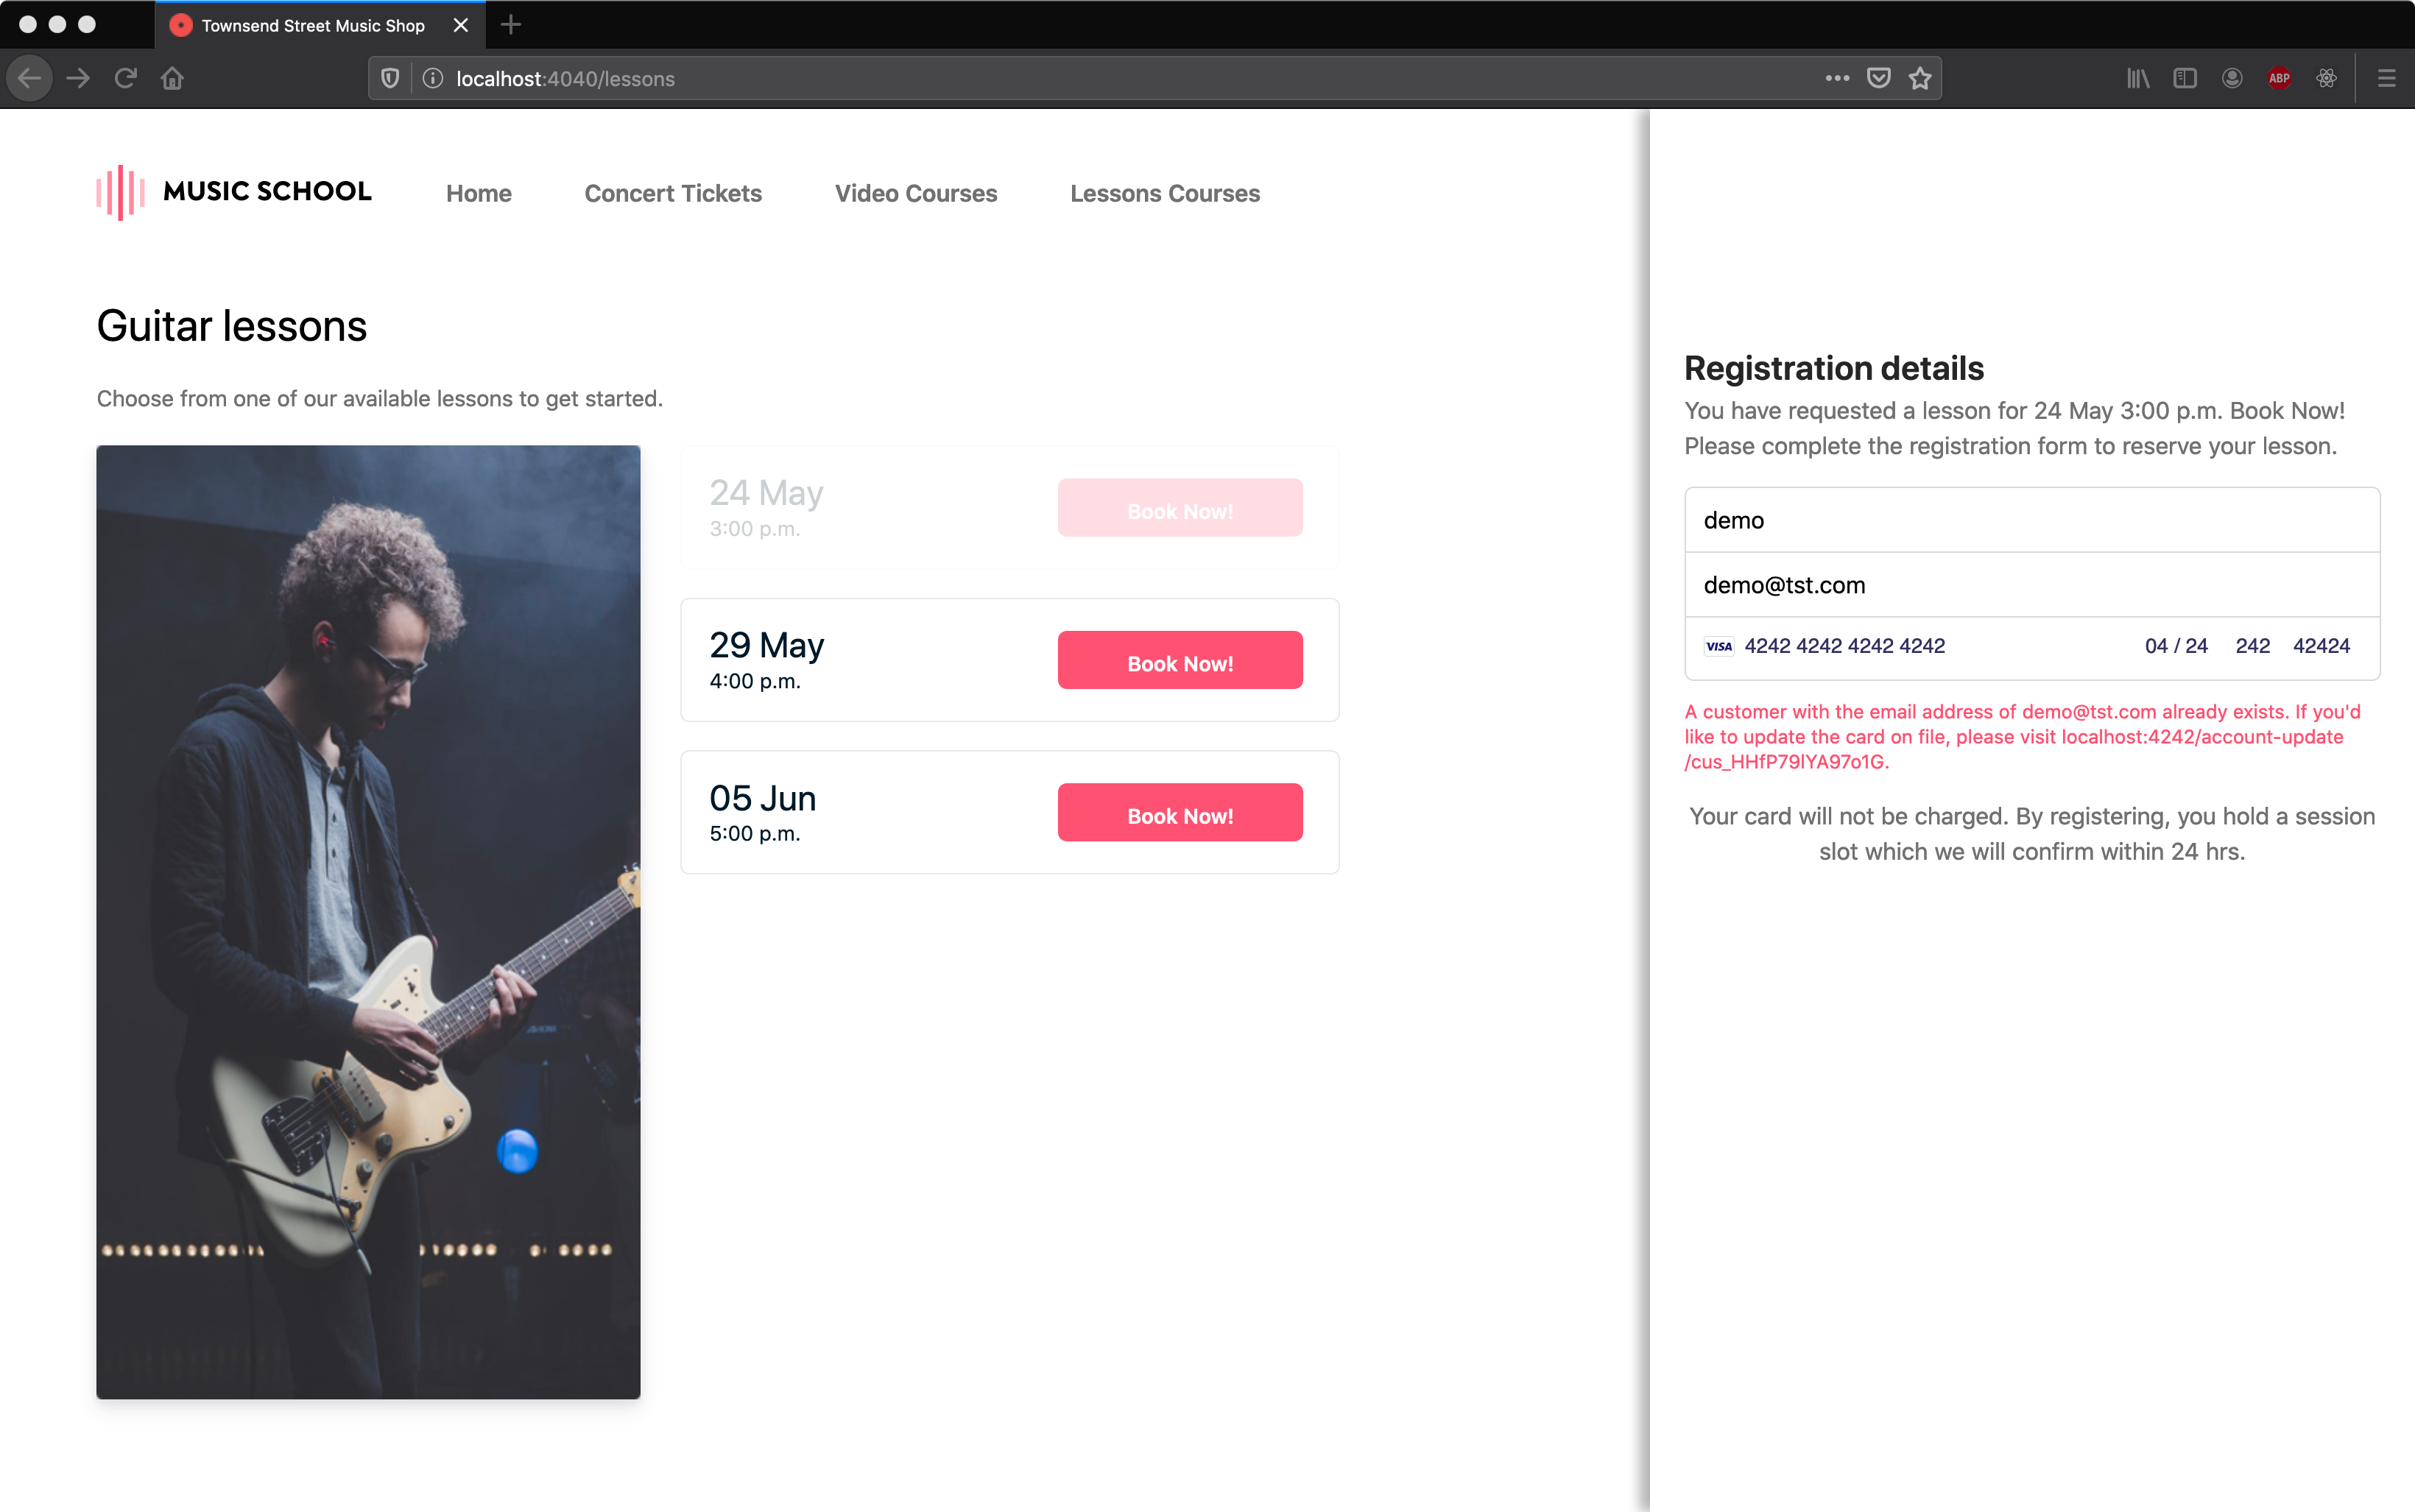 Townsend Street Music Shop
localhost:4040/lessons
ABP
MUSIC SCHOOL
Home
Concert Tickets
Video Courses
Lessons Courses
Guitar lessons
Choose from one of our available lessons to get started.
24 May
3:00 p.m.
Book Now!
29 May
4:00 p.m.
Book Now!
05 Jun
5:00 p.m.
Book Now!
Registration details
You have requested a lesson for 24 May 3:00 p.m. Book Now!
Please complete the registration form to reserve your lesson.
demo
demo@tst.com
VISA 4242 4242 4242 4242 04 / 24 242 42424
A customer with the email address of demo@tst.com already exists. If you'd
like to update the card on file, please visit localhost:4242/account-update
/cus_HHfP79lYA97o1G.
Your card will not be charged. By registering, you hold a session
slot which we will confirm within 24 hrs.